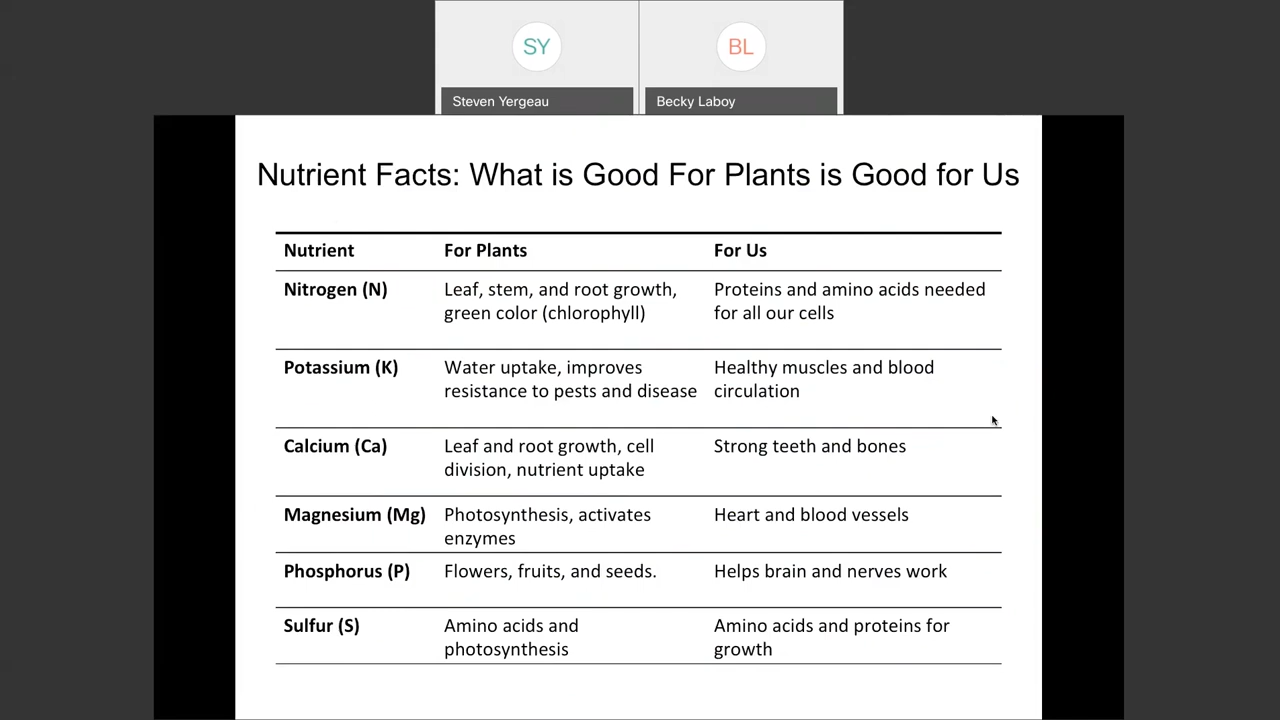 SY
BL
Steven Yergeau
Becky Laboy
Nutrient Facts: What is Good For Plants is Good for Us
Nutrient For Plants For Us
Nitrogen (N) Leaf, stem, and root growth, Proteins and amino acids needed
green color (chlorophyll) for all our cells
Potassium (K) Water uptake, improves Healthy muscles and blood
resistance to pests and disease circulation
Calcium (Ca) Leaf and root growth, cell Strong teeth and bones
division, nutrient uptake
Magnesium (Mg) Photosynthesis, activates Heart and blood vessels
enzymes
Phosphorus (P) Flowers, fruits, and seeds. Helps brain and nerves work
Sulfur (S) Amino acids and Amino acids and proteins for
photosynthesis growth